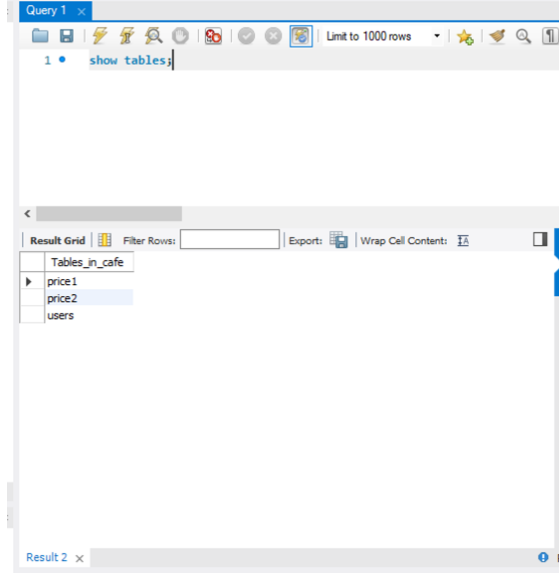 Query 1
Limit to 1000 rows
1 show tables;
Result Grid Filter Rows: Export: Wrap Cell Content:
Tables_in_cafe
price1
price2
users
Result 2